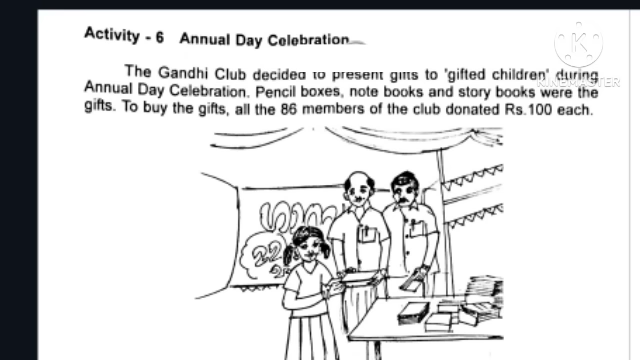 Activity - 6 Annual Day Celebration
The Gandhi Club decided to present gifts to 'gifted children' during
Annual Day Celebration. Pencil boxes, note books and story books were the
gifts. To buy the gifts, all the 86 members of the club donated Rs.100 each.
KINEMASTER